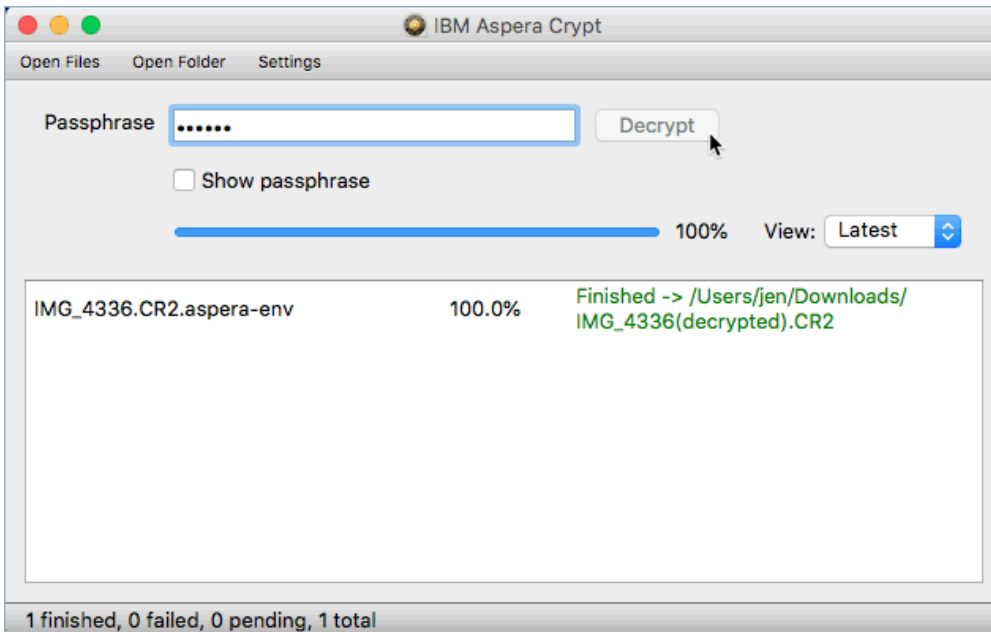 IBM Aspera Crypt
Open Files Open Folder Settings
Passphrase •••••• Decrypt
Show passphrase
100% View: Latest
IMG_4336.CR2.aspera-env 100.0% Finished -> /Users/jen/Downloads/
IMG_4336(decrypted).CR2
1 finished, 0 failed, 0 pending, 1 total